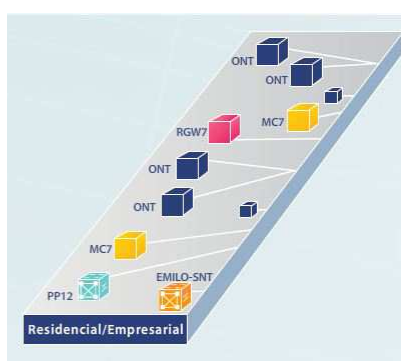 ONT
ONT
MC7
RGW7
ONT
ONT
MC7
EMILO-SNT
PP12
Residencial/Empresarial